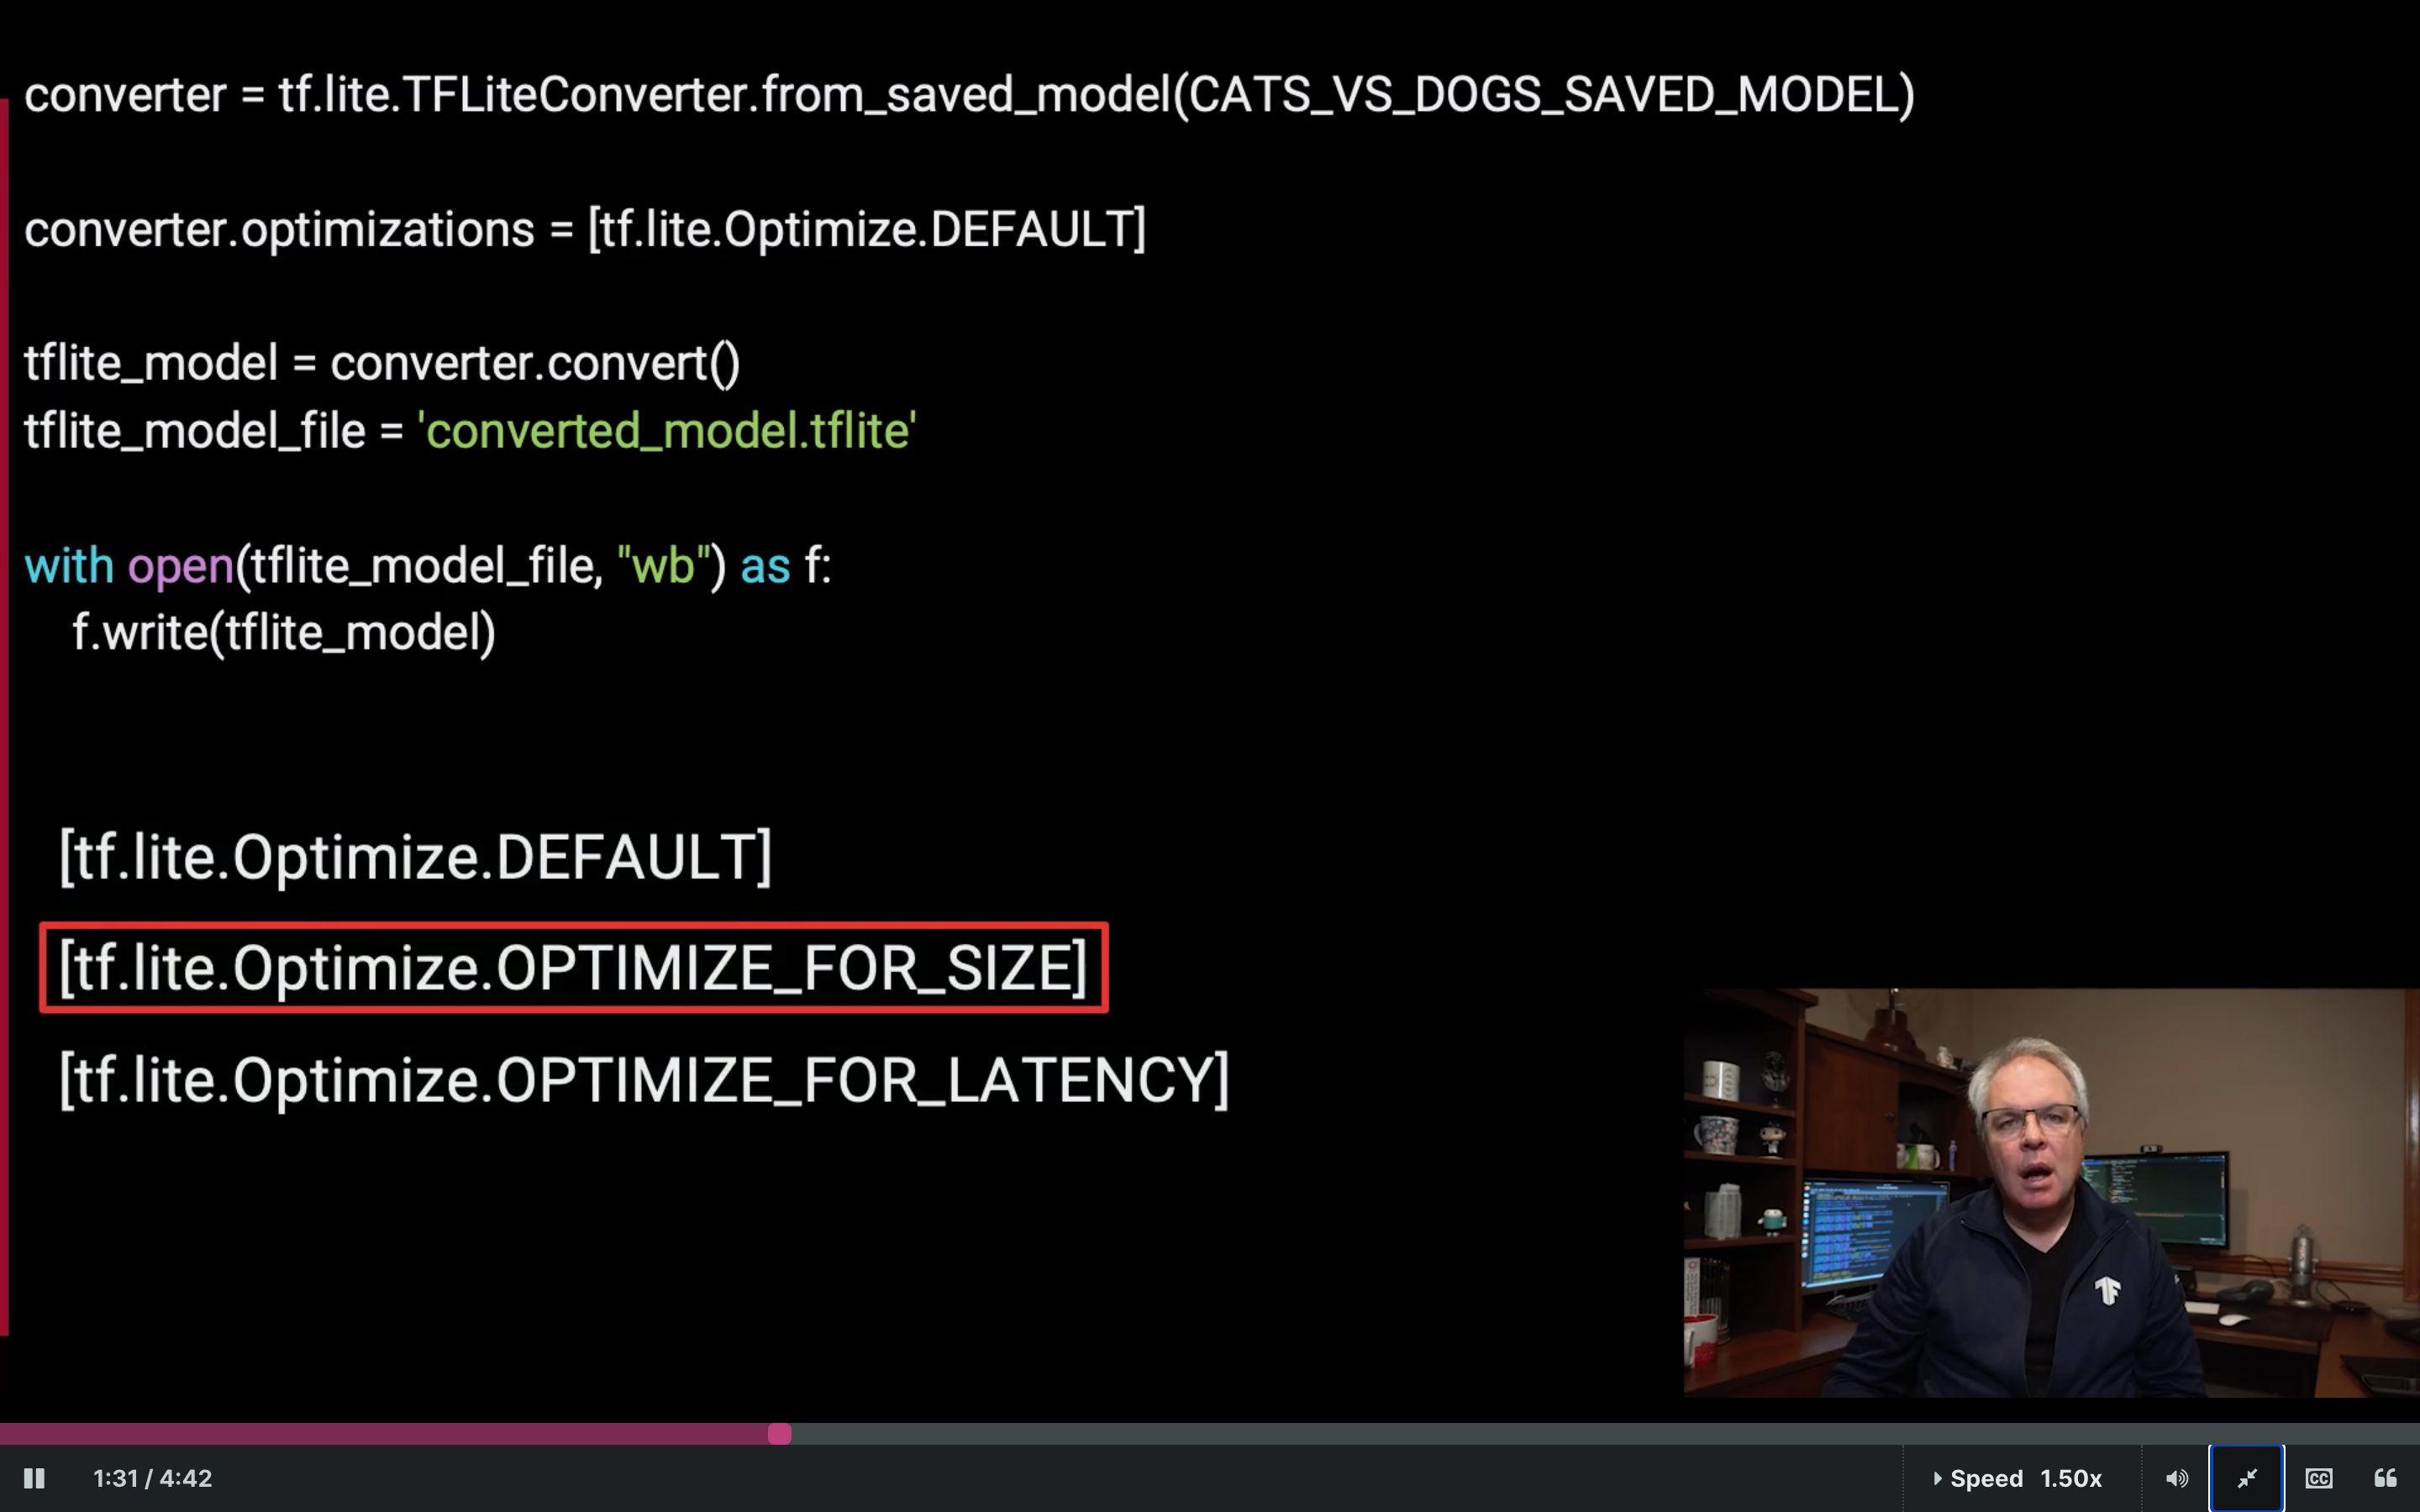 converter = tf.lite.TFLiteConverter.from_saved_model(CATS_VS_DOGS_SAVED_MODEL)
converter.optimizations = [tf.lite.Optimize.DEFAULT]
tflite_model = converter.convert()
tflite_model_file = 'converted_model.tflite'
with open(tflite_model_file, "wb") as f:
f.write(tflite_model)
[tf.lite.Optimize.DEFAULT]
[tf.lite.Optimize.OPTIMIZE_FOR_SIZE]
[tf.lite.Optimize.OPTIMIZE_FOR_LATENCY]
1:31 / 4:42
Speed 1.50x
CC